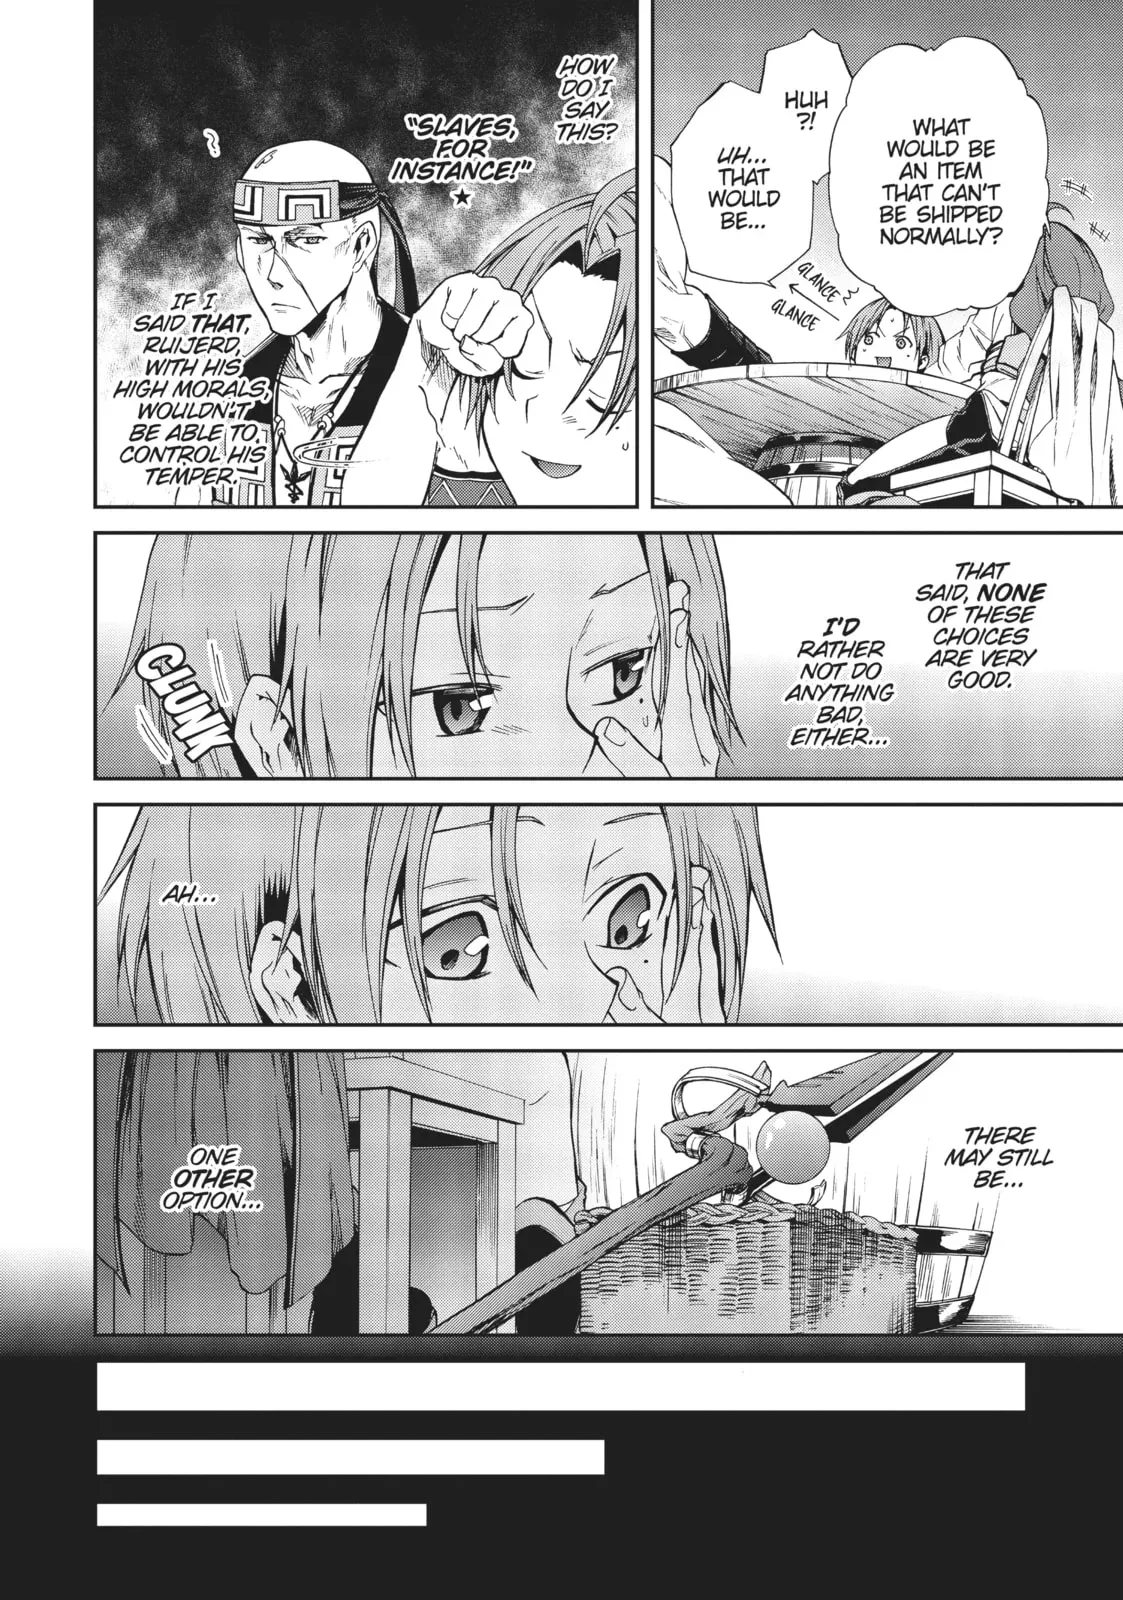 WHAT
WOULD BE
AN ITEM
THAT CAN'T
BE SHIPPED
NORMALLY?
HUH
?!
UH...
THAT
WOULD
BE...
GLANCE
GLANCE
HOW
DO I
SAY
THIS?
"SLAVES,
FOR
INSTANCE!"
★
IF I
SAID THAT,
RUIJERD,
WITH HIS
HIGH MORALS,
WOULDN'T
BE ABLE TO
CONTROL HIS
TEMPER.
THAT
SAID, NONE
OF THESE
CHOICES
ARE VERY
GOOD.
I'D
RATHER
NOT DO
ANYTHING
BAD,
EITHER...
CLUNK
AH...
THERE
MAY STILL
BE...
ONE
OTHER
OPTION...